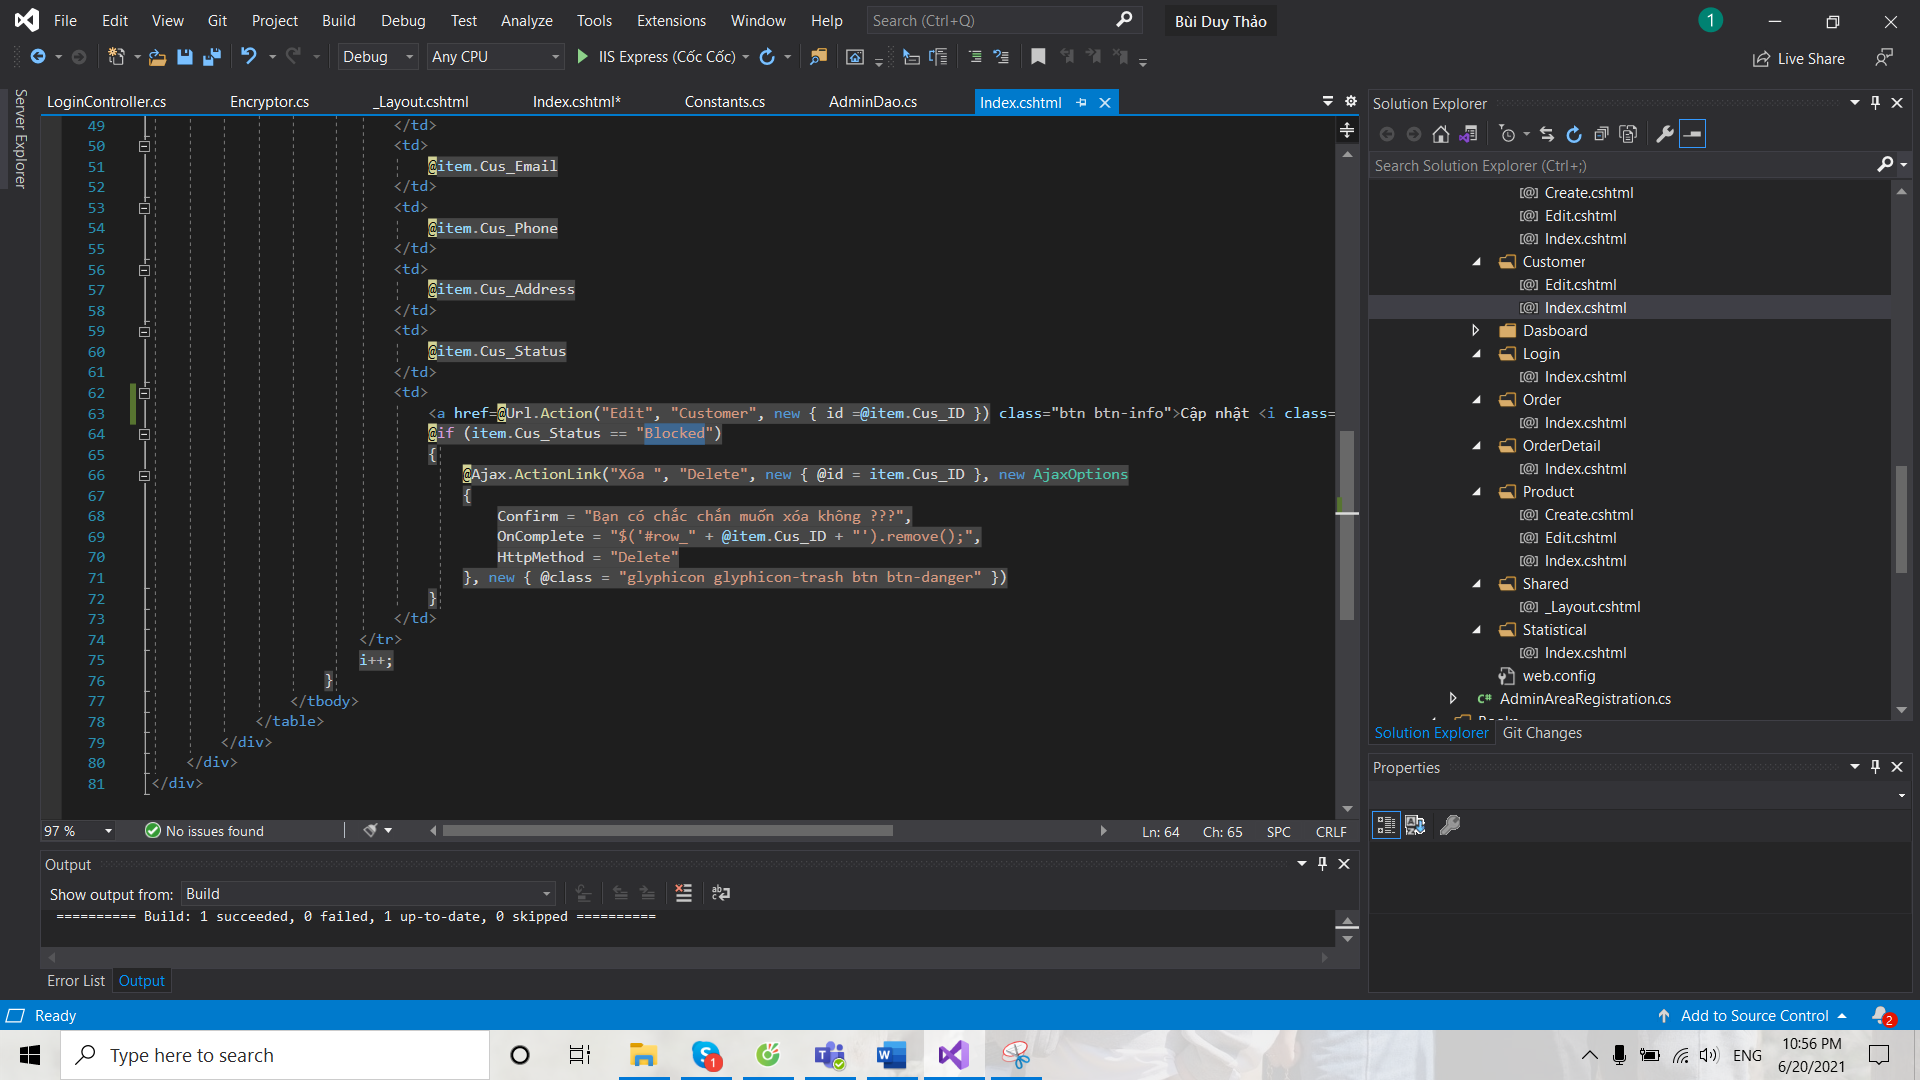 File Edit View Git Project Build Debug Test Analyze Tools Extensions Window Help Search (Ctrl+Q) Bùi Duy Thảo 1
Debug Any CPU IIS Express (Cốc Cốc) Live Share
Server Explorer
LoginController.cs Encryptor.cs _Layout.cshtml Index.cshtml* Constants.cs AdminDao.cs Index.cshtml
49 </td>
50 <td>
51 @item.Cus_Email
52 </td>
53 <td>
54 @item.Cus_Phone
55 </td>
56 <td>
57 @item.Cus_Address
58 </td>
59 <td>
60 @item.Cus_Status
61 </td>
62 <td>
63 <a href=@Url.Action("Edit", "Customer", new { id =@item.Cus_ID }) class="btn btn-info">Cập nhật <i class=
64 @if (item.Cus_Status == "Blocked")
65 {
66 @Ajax.ActionLink("Xóa ", "Delete", new { @id = item.Cus_ID }, new AjaxOptions
67 {
68 Confirm = "Bạn có chắc chắn muốn xóa không ???",
69 OnComplete = "$('#row_" + @item.Cus_ID + "').remove();",
70 HttpMethod = "Delete"
71 }, new { @class = "glyphicon glyphicon-trash btn btn-danger" })
72 }
73 </td>
74 </tr>
75 i++;
76 }
77 </tbody>
78 </table>
79 </div>
80 </div>
81 </div>
97 % No issues found Ln: 64 Ch: 65 SPC CRLF
Output
Show output from: Build
========== Build: 1 succeeded, 0 failed, 1 up-to-date, 0 skipped ==========
Error List Output
Solution Explorer
Search Solution Explorer (Ctrl+;)
Create.cshtml
Edit.cshtml
Index.cshtml
Customer
Edit.cshtml
Index.cshtml
Dasboard
Login
Index.cshtml
Order
Index.cshtml
OrderDetail
Index.cshtml
Product
Create.cshtml
Edit.cshtml
Index.cshtml
Shared
_Layout.cshtml
Statistical
Index.cshtml
web.config
C# AdminAreaRegistration.cs
Solution Explorer Git Changes
Properties
Ready Add to Source Control 2
Type here to search 1 ENG 10:56 PM
6/20/2021